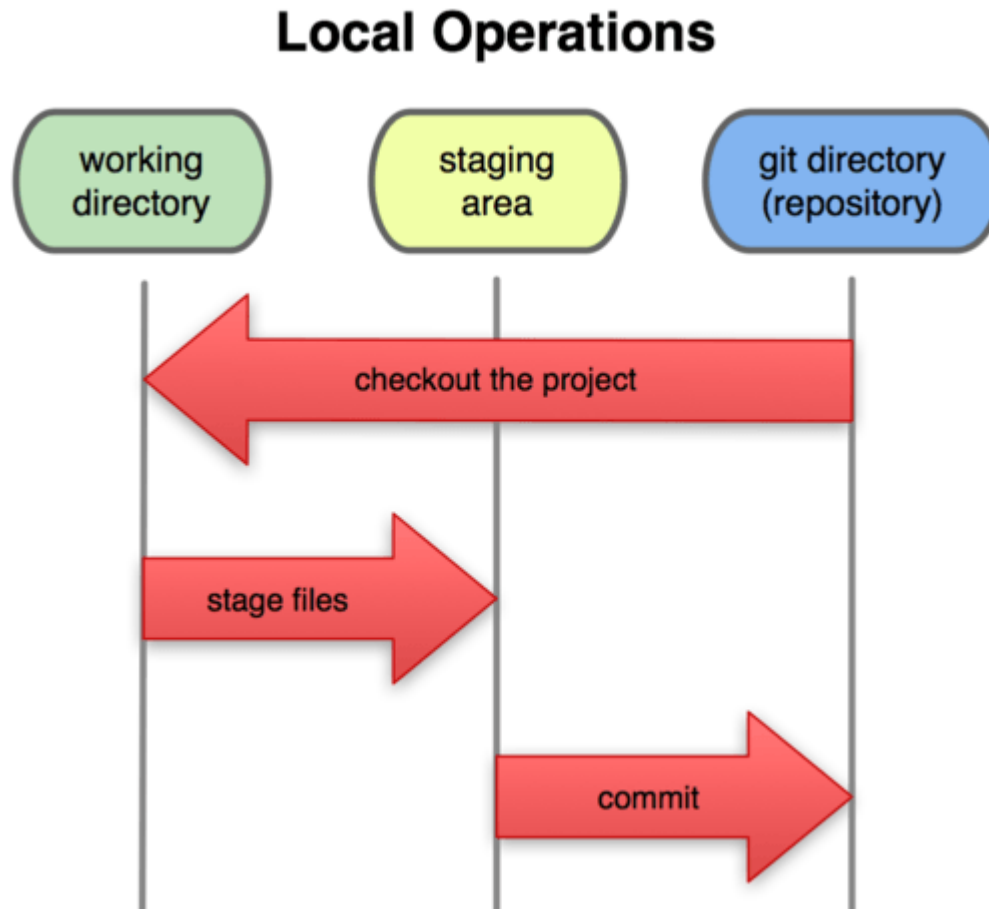 Local Operations
working
directory
staging
area
git directory
(repository)
checkout the project
stage files
commit